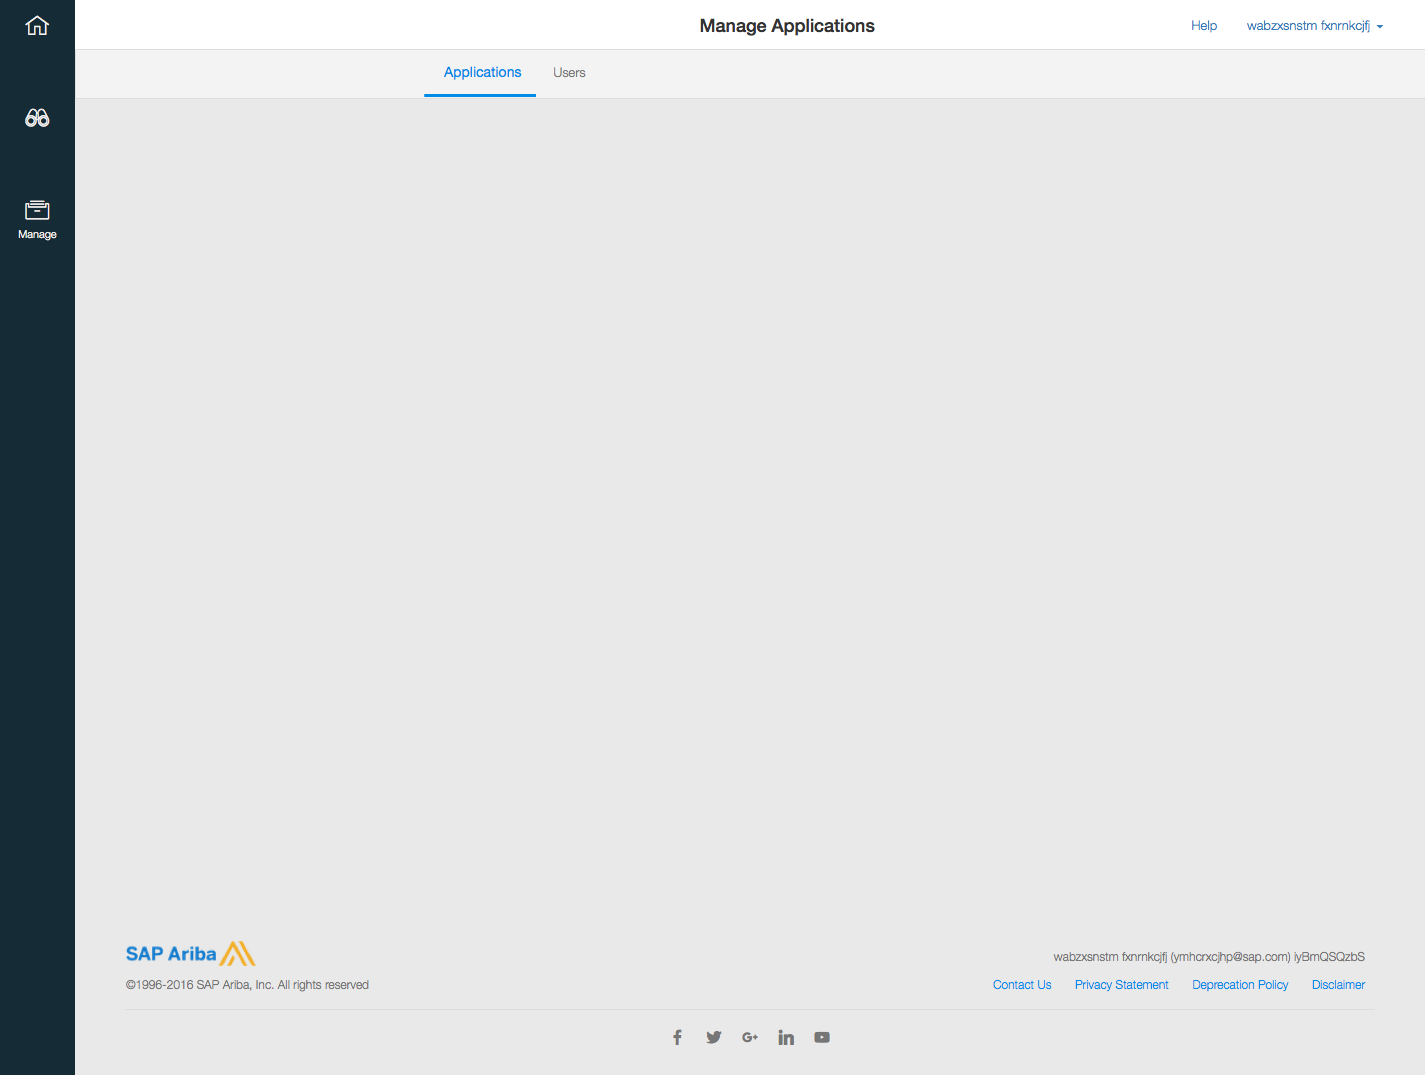 Manage Applications
Help wabzxsnstm fxnrnkcjfj
Applications Users
Manage
SAP Ariba
wabzxsnstm fxnrnkcjfj (ymhcrxcjhp@sap.com) iyBmQSQzbS
©1996-2016 SAP Ariba, Inc. All rights reserved
Contact Us Privacy Statement Deprecation Policy Disclaimer